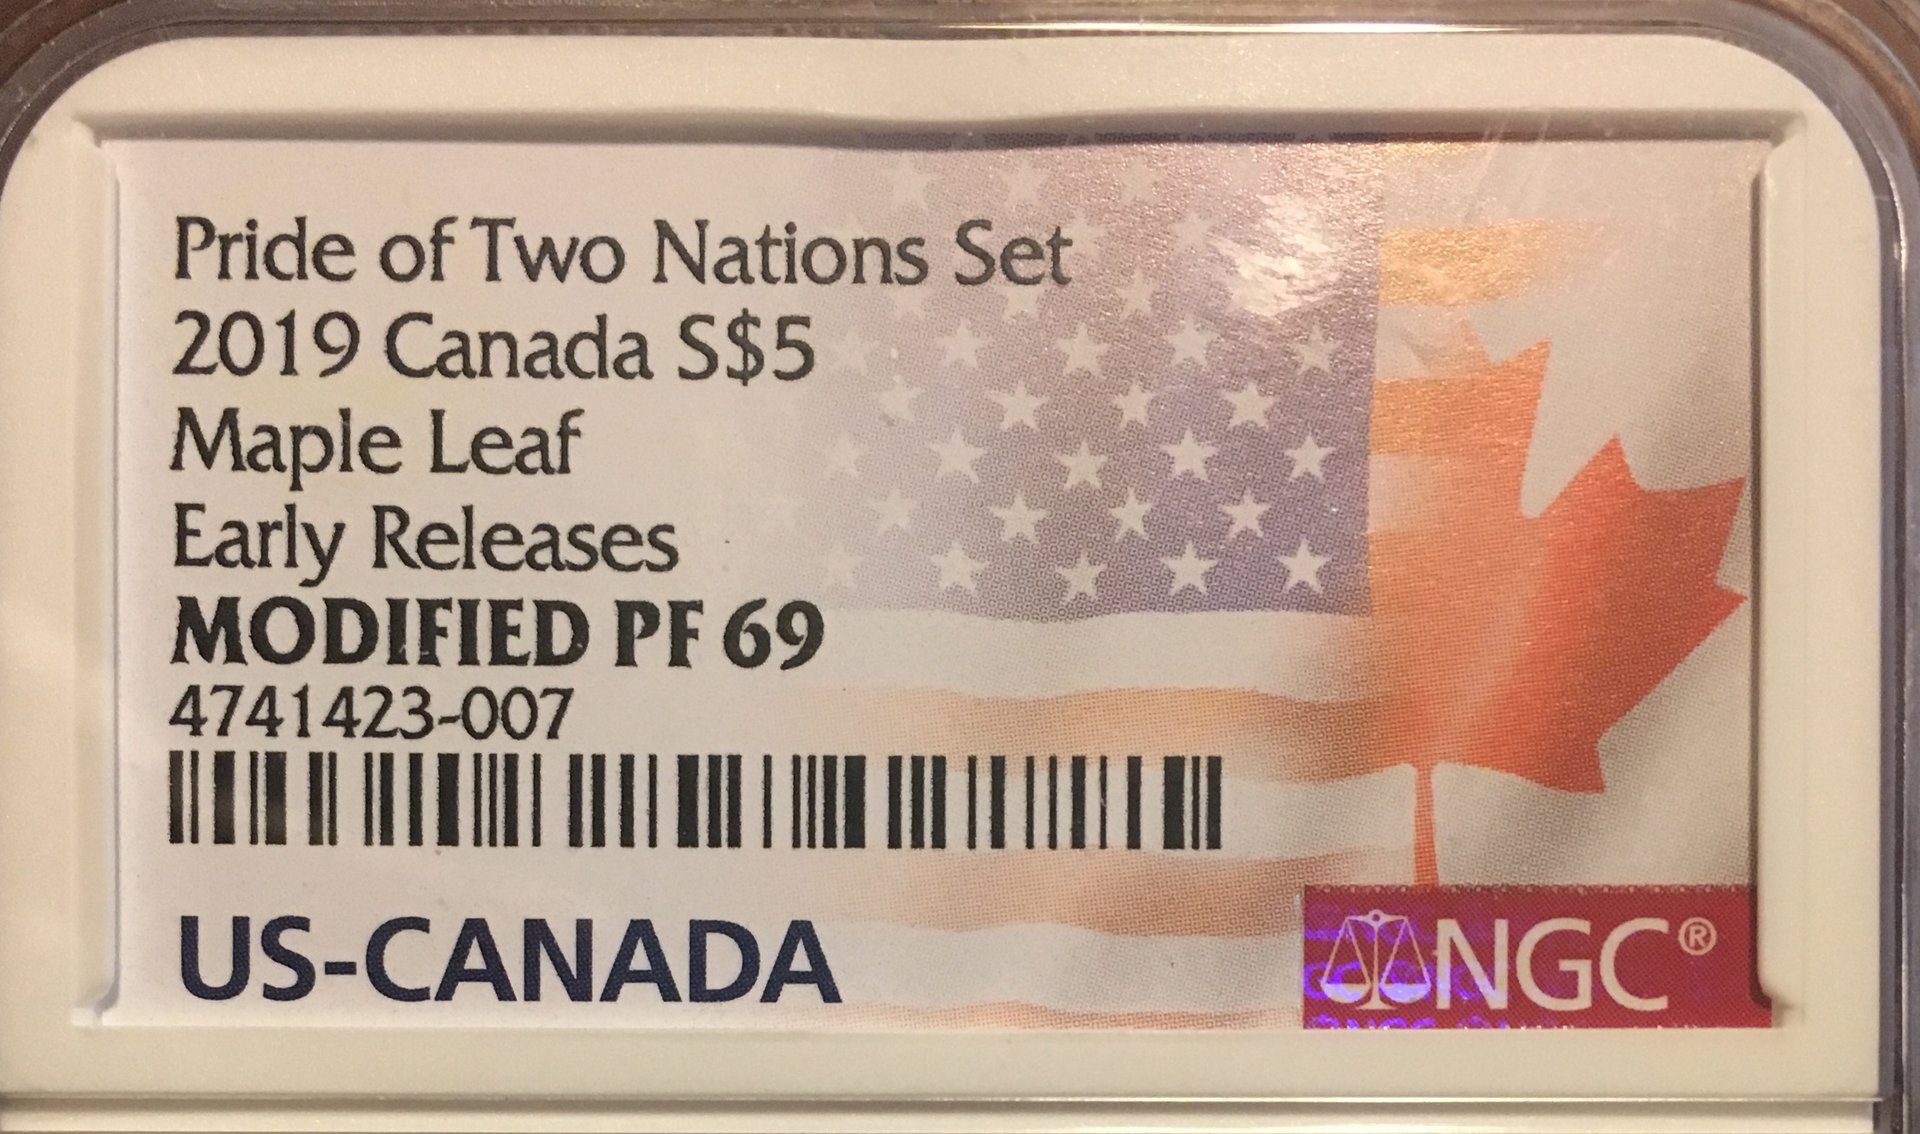 Pride of Two Nations Set
2019 Canada S$5
Maple Leaf
Early Releases
MODIFIED PF 69
4741423-007
US-CANADA
NGC®